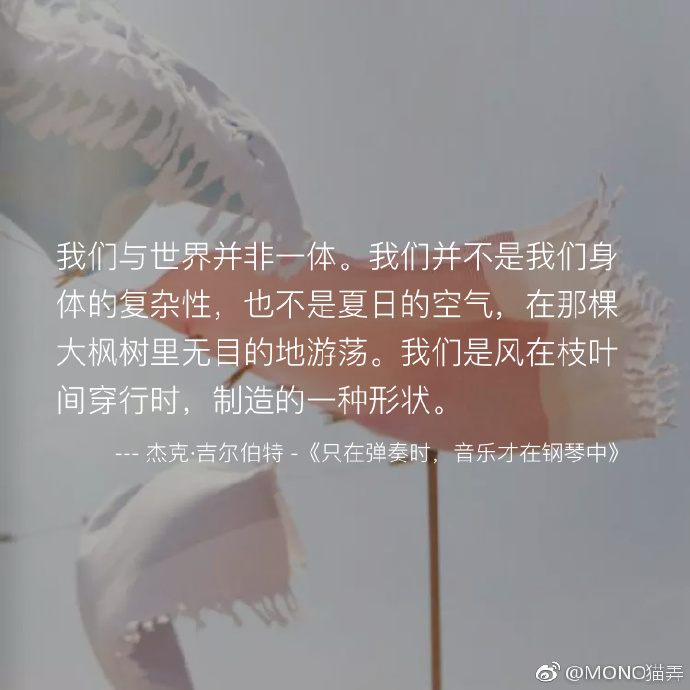 我们与世界并非一体。我们并不是我们身
体的复杂性，也不是夏日的空气，在那棵
大枫树里无目的地游荡。我们是风在枝叶
间穿行时，制造的一种形状。
--- 杰克·吉尔伯特 -《只在弹奏时，音乐才在钢琴中》
@MONO猫弄